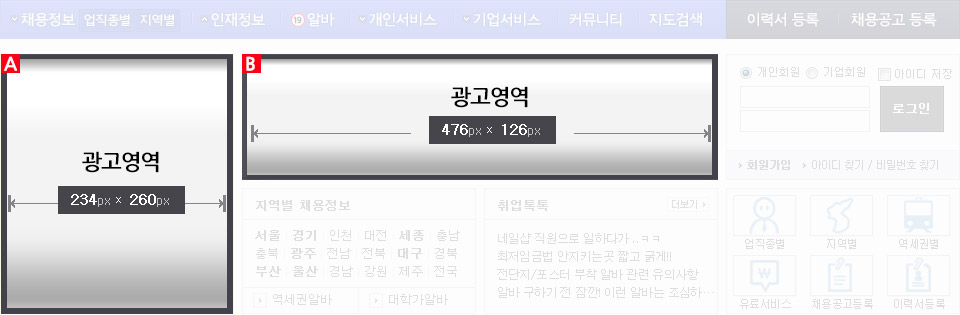 채용정보 업직종별 지역별 인재정보 19 알바 개인서비스 기업서비스 커뮤니티 지도검색 이력서 등록 채용공고 등록
A
광고영역
234px × 260px
B
광고영역
476px × 126px
개인회원 기업회원 아이디 저장
로그인
회원가입 아이디 찾기 / 비밀번호 찾기
지역별 채용정보
서울 경기 인천 대전 세종 충남
충북 광주 전남 전북 대구 경북
부산 울산 경남 강원 제주 전국
역세권알바 대학가알바
취업톡톡 더보기
네일샵 직원으로 일하다가 ..ㅋㅋ
최저임금법 안지키는곳 짧고 굵게!!
전단지/포스터 부착 알바 관련 유의사항
알바 구하기 전 잠깐! 이런 알바는 조심하…
업직종별 지역별 역세권별
유료서비스 채용공고등록 이력서등록